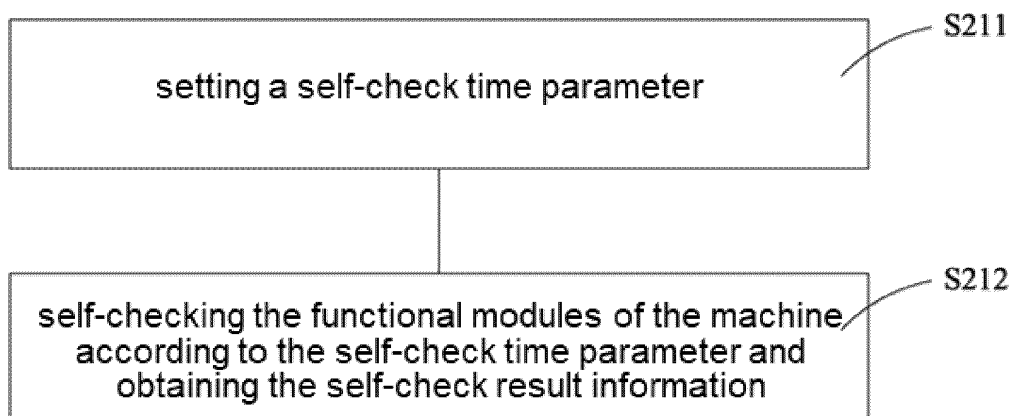 S211
setting a self-check time parameter
S212
self-checking the functional modules of the machine
according to the self-check time parameter and
obtaining the self-check result information